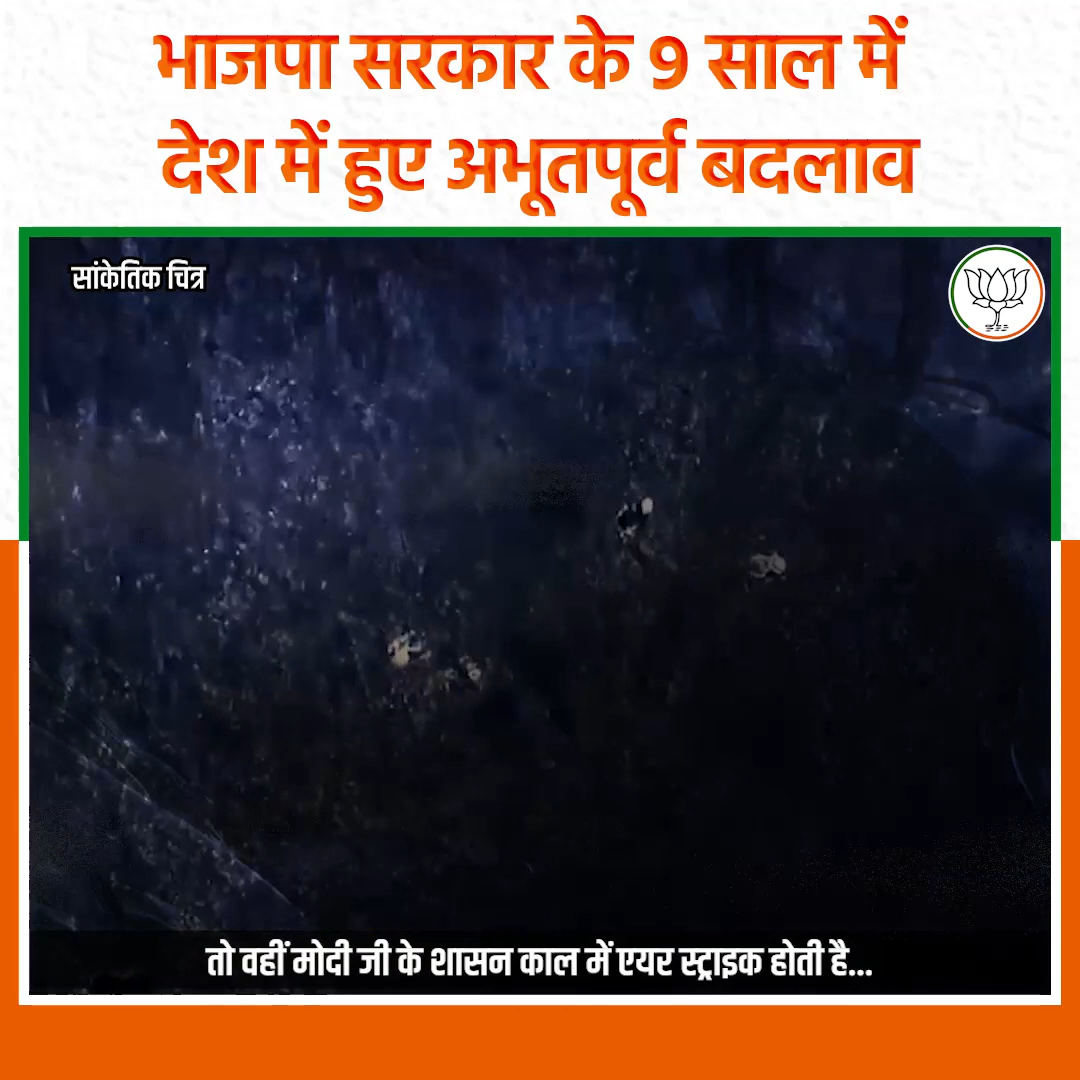 भाजपा सरकार के 9 साल में
देश में हुए अभूतपूर्व बदलाव
सांकेतिक चित्र
तो वहीं मोदी जी के शासन काल में एयर स्ट्राइक होती है...